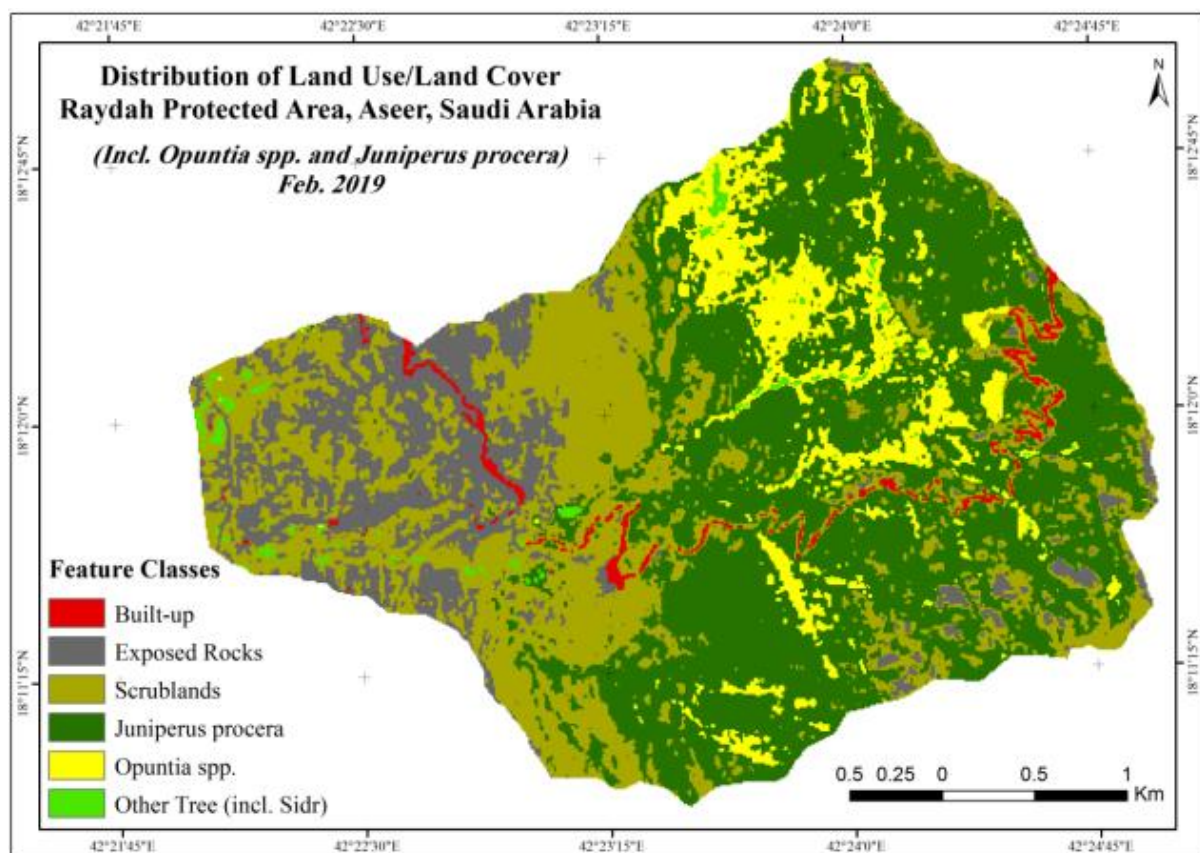 42°21'45"E 42°22'30"E 42°23'15"E 42°24'0"E 42°24'45"E
Distribution of Land Use/Land Cover
Raydah Protected Area, Aseer, Saudi Arabia
(Incl. Opuntia spp. and Juniperus procera)
Feb. 2019
N
18°12'45"N 18°12'45"N
18°12'0"N 18°12'0"N
18°11'15"N 18°11'15"N
Feature Classes
Built-up
Exposed Rocks
Scrublands
Juniperus procera
Opuntia spp.
Other Tree (incl. Sidr)
0.5 0.25 0 0.5 1
Km
42°21'45"E 42°22'30"E 42°23'15"E 42°24'0"E 42°24'45"E